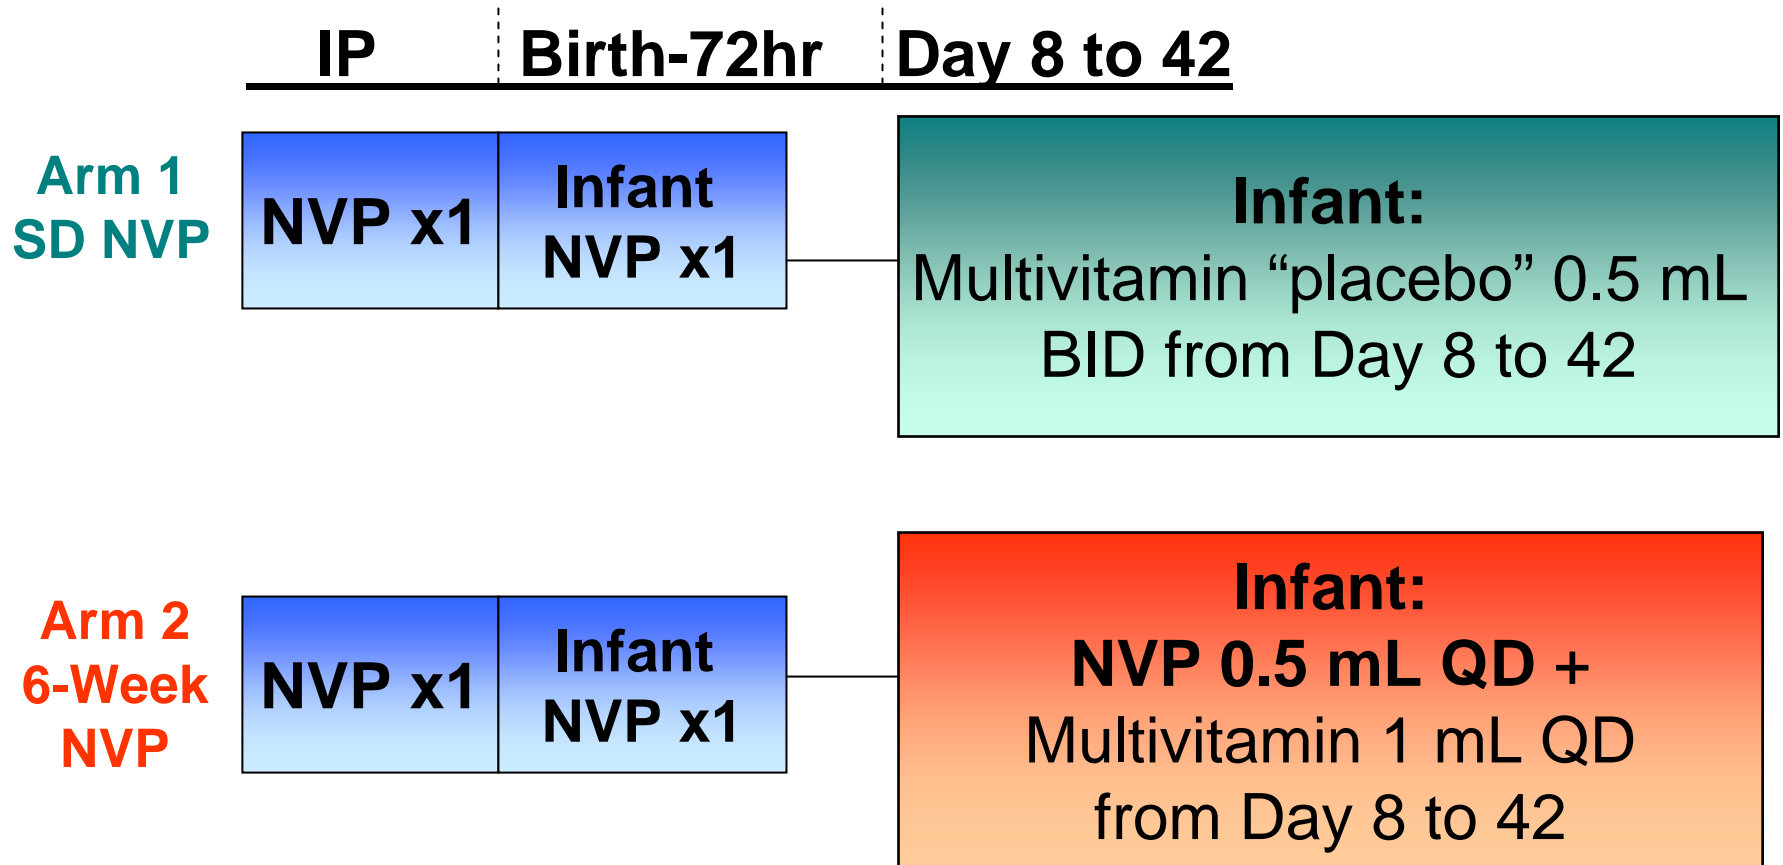 IP Birth-72hr Day 8 to 42
Arm 1
SD NVP
NVP x1
Infant
NVP x1
Infant:
Multivitamin “placebo” 0.5 mL
BID from Day 8 to 42
Arm 2
6-Week
NVP
NVP x1
Infant
NVP x1
Infant:
NVP 0.5 mL QD +
Multivitamin 1 mL QD
from Day 8 to 42